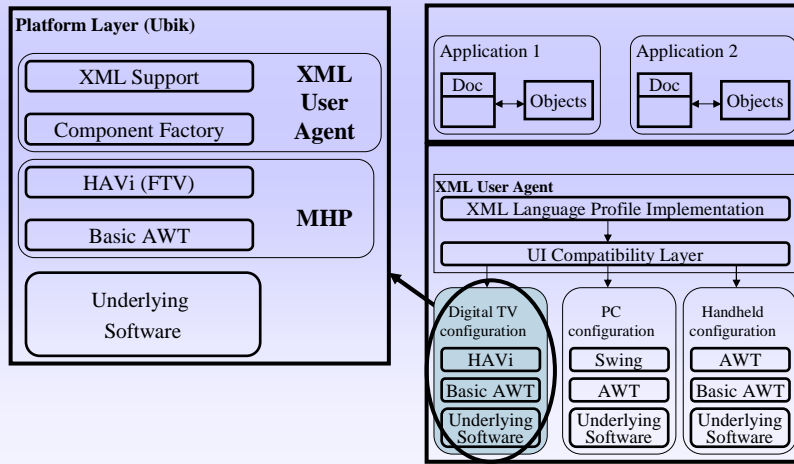 Platform Layer (Ubik)
XML Support
Component Factory
XML
User
Agent
HAVi (FTV)
Basic AWT
MHP
Underlying
Software
Application 1
Doc
Objects
Application 2
Doc
Objects
XML User Agent
XML Language Profile Implementation
UI Compatibility Layer
Digital TV
configuration
HAVi
Basic AWT
Underlying
Software
PC
configuration
Swing
AWT
Underlying
Software
Handheld
configuration
AWT
Basic AWT
Underlying
Software